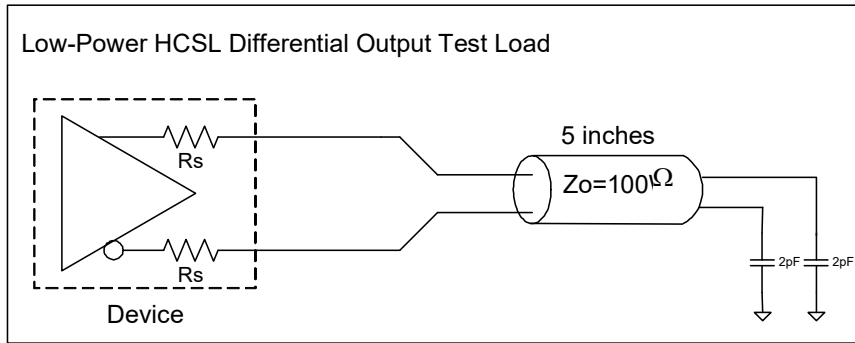 Low-Power HCSL Differential Output Test Load
Rs
Rs
Device
5 inches
Zo=100Ω
2pF 2pF